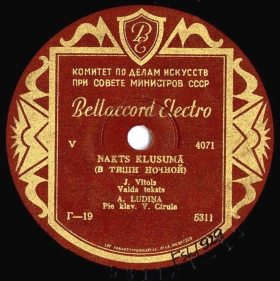 BE
КОМИТЕТ ПО ДЕЛАМ ИСКУССТВ
ПРИ СОВЕТЕ МИНИСТРОВ СССР
Bellaccord Electro
V 4071
NAKTS KLUSUMĀ
(В ТИШИ НОЧНОЙ)
J. Vītols
Valda teksts
A. LUDIŅA
Pie klav. V. Cīrule
Г—19 5311